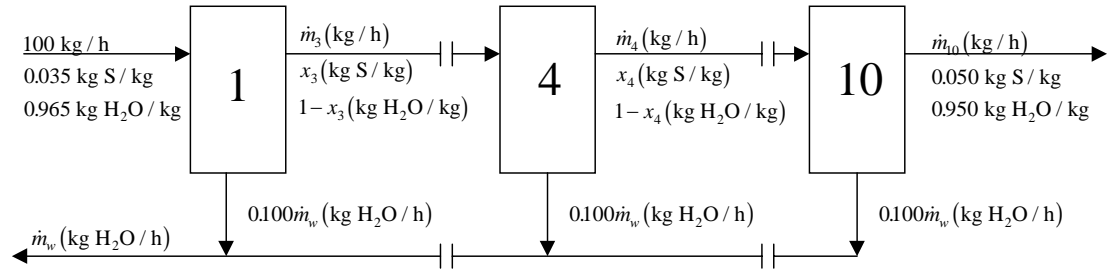 100 kg / h
0.035 kg S / kg
0.965 kg H₂O / kg
1
ṁ₃ (kg / h)
x₃ (kg S / kg)
1 − x₃ (kg H₂O / kg)
4
ṁ₄ (kg / h)
x₄ (kg S / kg)
1 − x₄ (kg H₂O / kg)
10
ṁ₁₀ (kg / h)
0.050 kg S / kg
0.950 kg H₂O / kg
0.100ṁ_w (kg H₂O / h)
0.100ṁ_w (kg H₂O / h)
0.100ṁ_w (kg H₂O / h)
ṁ_w (kg H₂O / h)